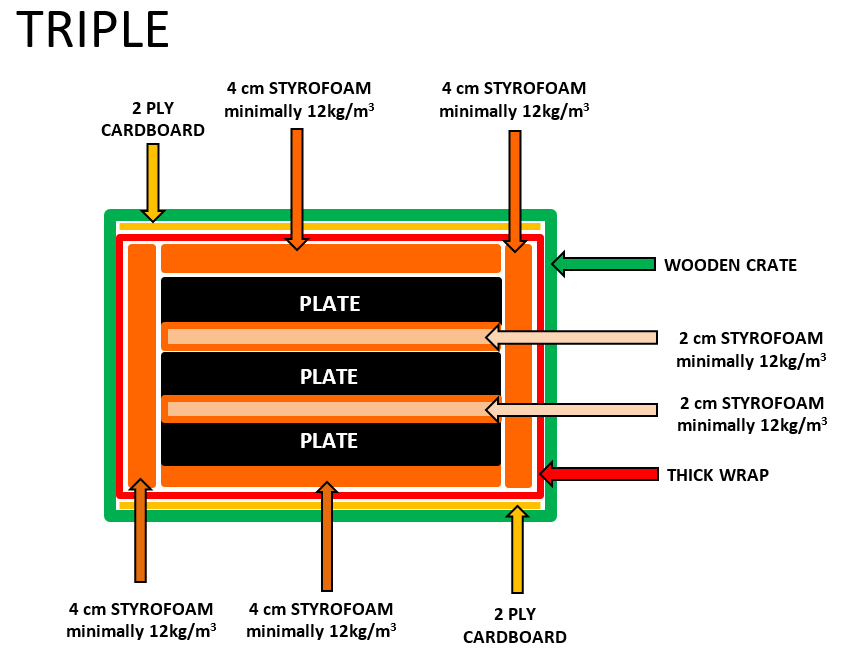 TRIPLE
4 cm STYROFOAM
minimally 12kg/m³
4 cm STYROFOAM
minimally 12kg/m³
2 PLY
CARDBOARD
WOODEN CRATE
PLATE
2 cm STYROFOAM
minimally 12kg/m³
PLATE
2 cm STYROFOAM
minimally 12kg/m³
PLATE
THICK WRAP
4 cm STYROFOAM
minimally 12kg/m³
4 cm STYROFOAM
minimally 12kg/m³
2 PLY
CARDBOARD